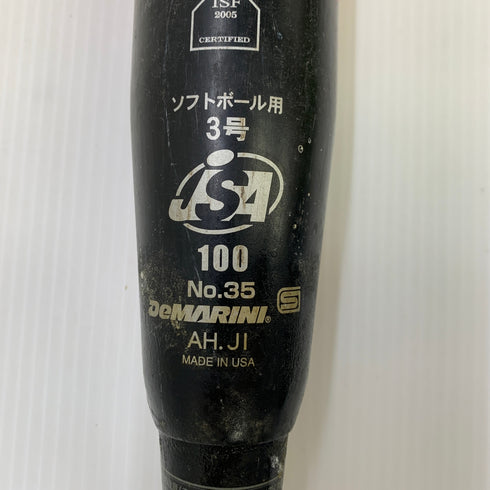 ISF
2005
CERTIFIED
ソフトボール用
3号
JSA
100
No.35
DeMARINI® S
AH.JI
MADE IN USA